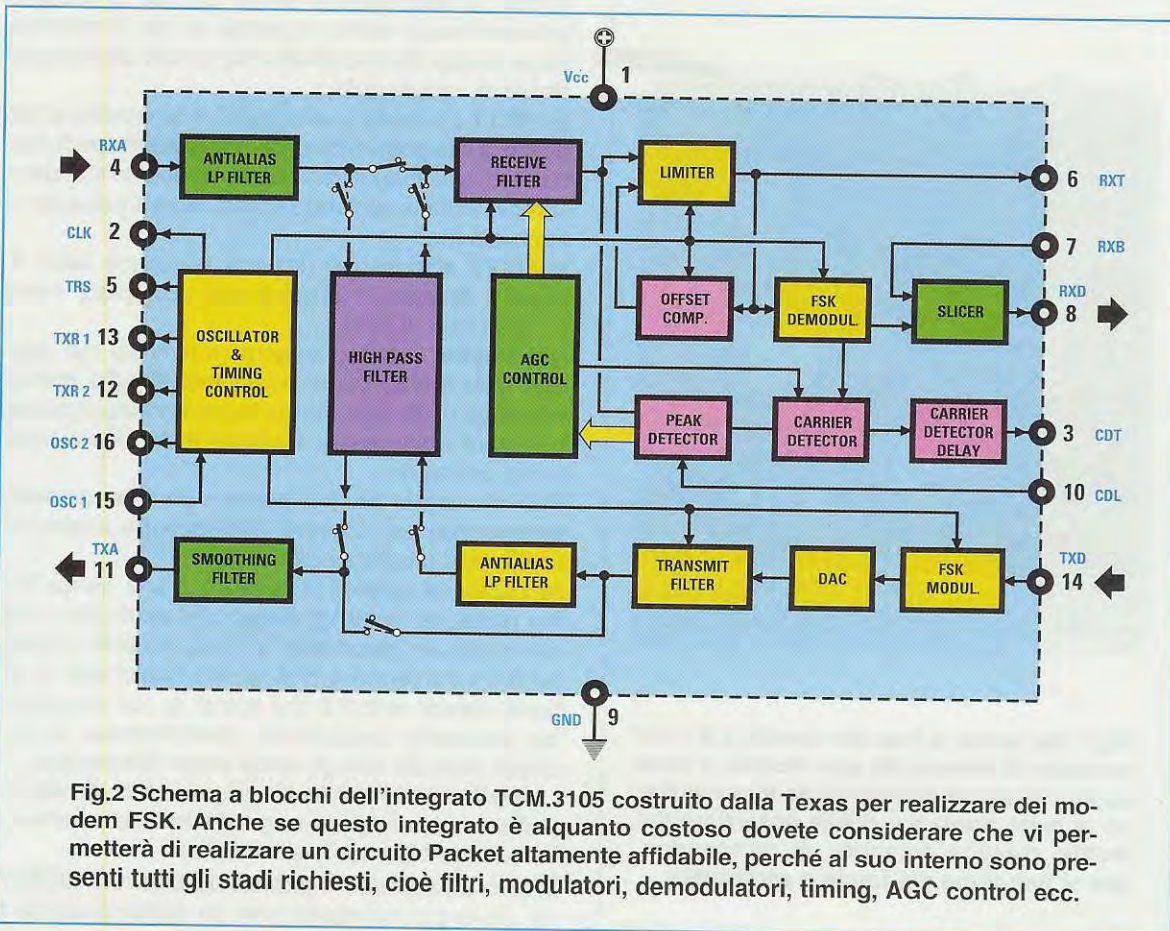 Vcc 1
RXA
4
ANTIALIAS
LP FILTER
RECEIVE
FILTER
LIMITER
6 RXT
CLK 2
7 RXB
TRS 5
OFFSET
COMP.
FSK
DEMODUL.
SLICER
RXD
8
TXR 1 13
OSCILLATOR
&
TIMING
CONTROL
HIGH PASS
FILTER
AGC
CONTROL
TXR 2 12
PEAK
DETECTOR
CARRIER
DETECTOR
CARRIER
DETECTOR
DELAY
3 CDT
OSC 2 16
OSC 1 15
10 CDL
TXA
11
SMOOTHING
FILTER
ANTIALIAS
LP FILTER
TRANSMIT
FILTER
DAC
FSK
MODUL.
TXD
14
GND 9
Fig.2 Schema a blocchi dell'integrato TCM.3105 costruito dalla Texas per realizzare dei mo-
dem FSK. Anche se questo integrato è alquanto costoso dovete considerare che vi per-
metterà di realizzare un circuito Packet altamente affidabile, perché al suo interno sono pre-
senti tutti gli stadi richiesti, cioè filtri, modulatori, demodulatori, timing, AGC control ecc.